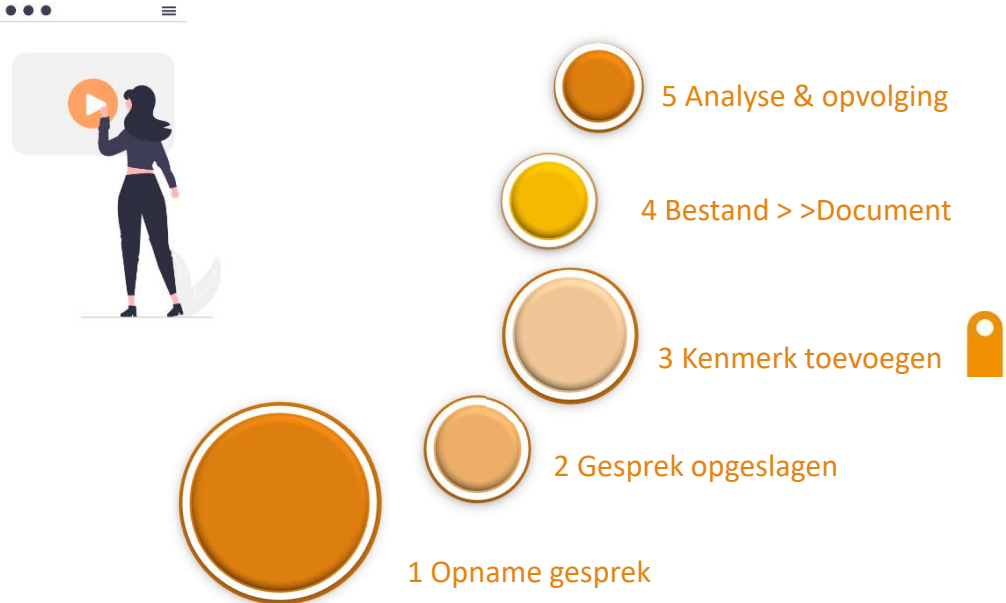 5 Analyse & opvolging
4 Bestand > >Document
3 Kenmerk toevoegen
2 Gesprek opgeslagen
1 Opname gesprek